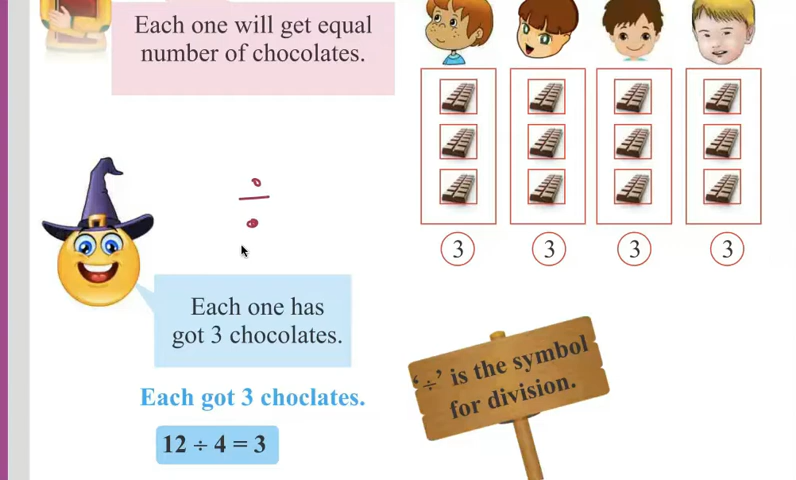 Each one will get equal
number of chocolates.
3 3 3 3
÷
Each one has
got 3 chocolates.
‘÷’ is the symbol
for division.
Each got 3 choclates.
12 ÷ 4 = 3